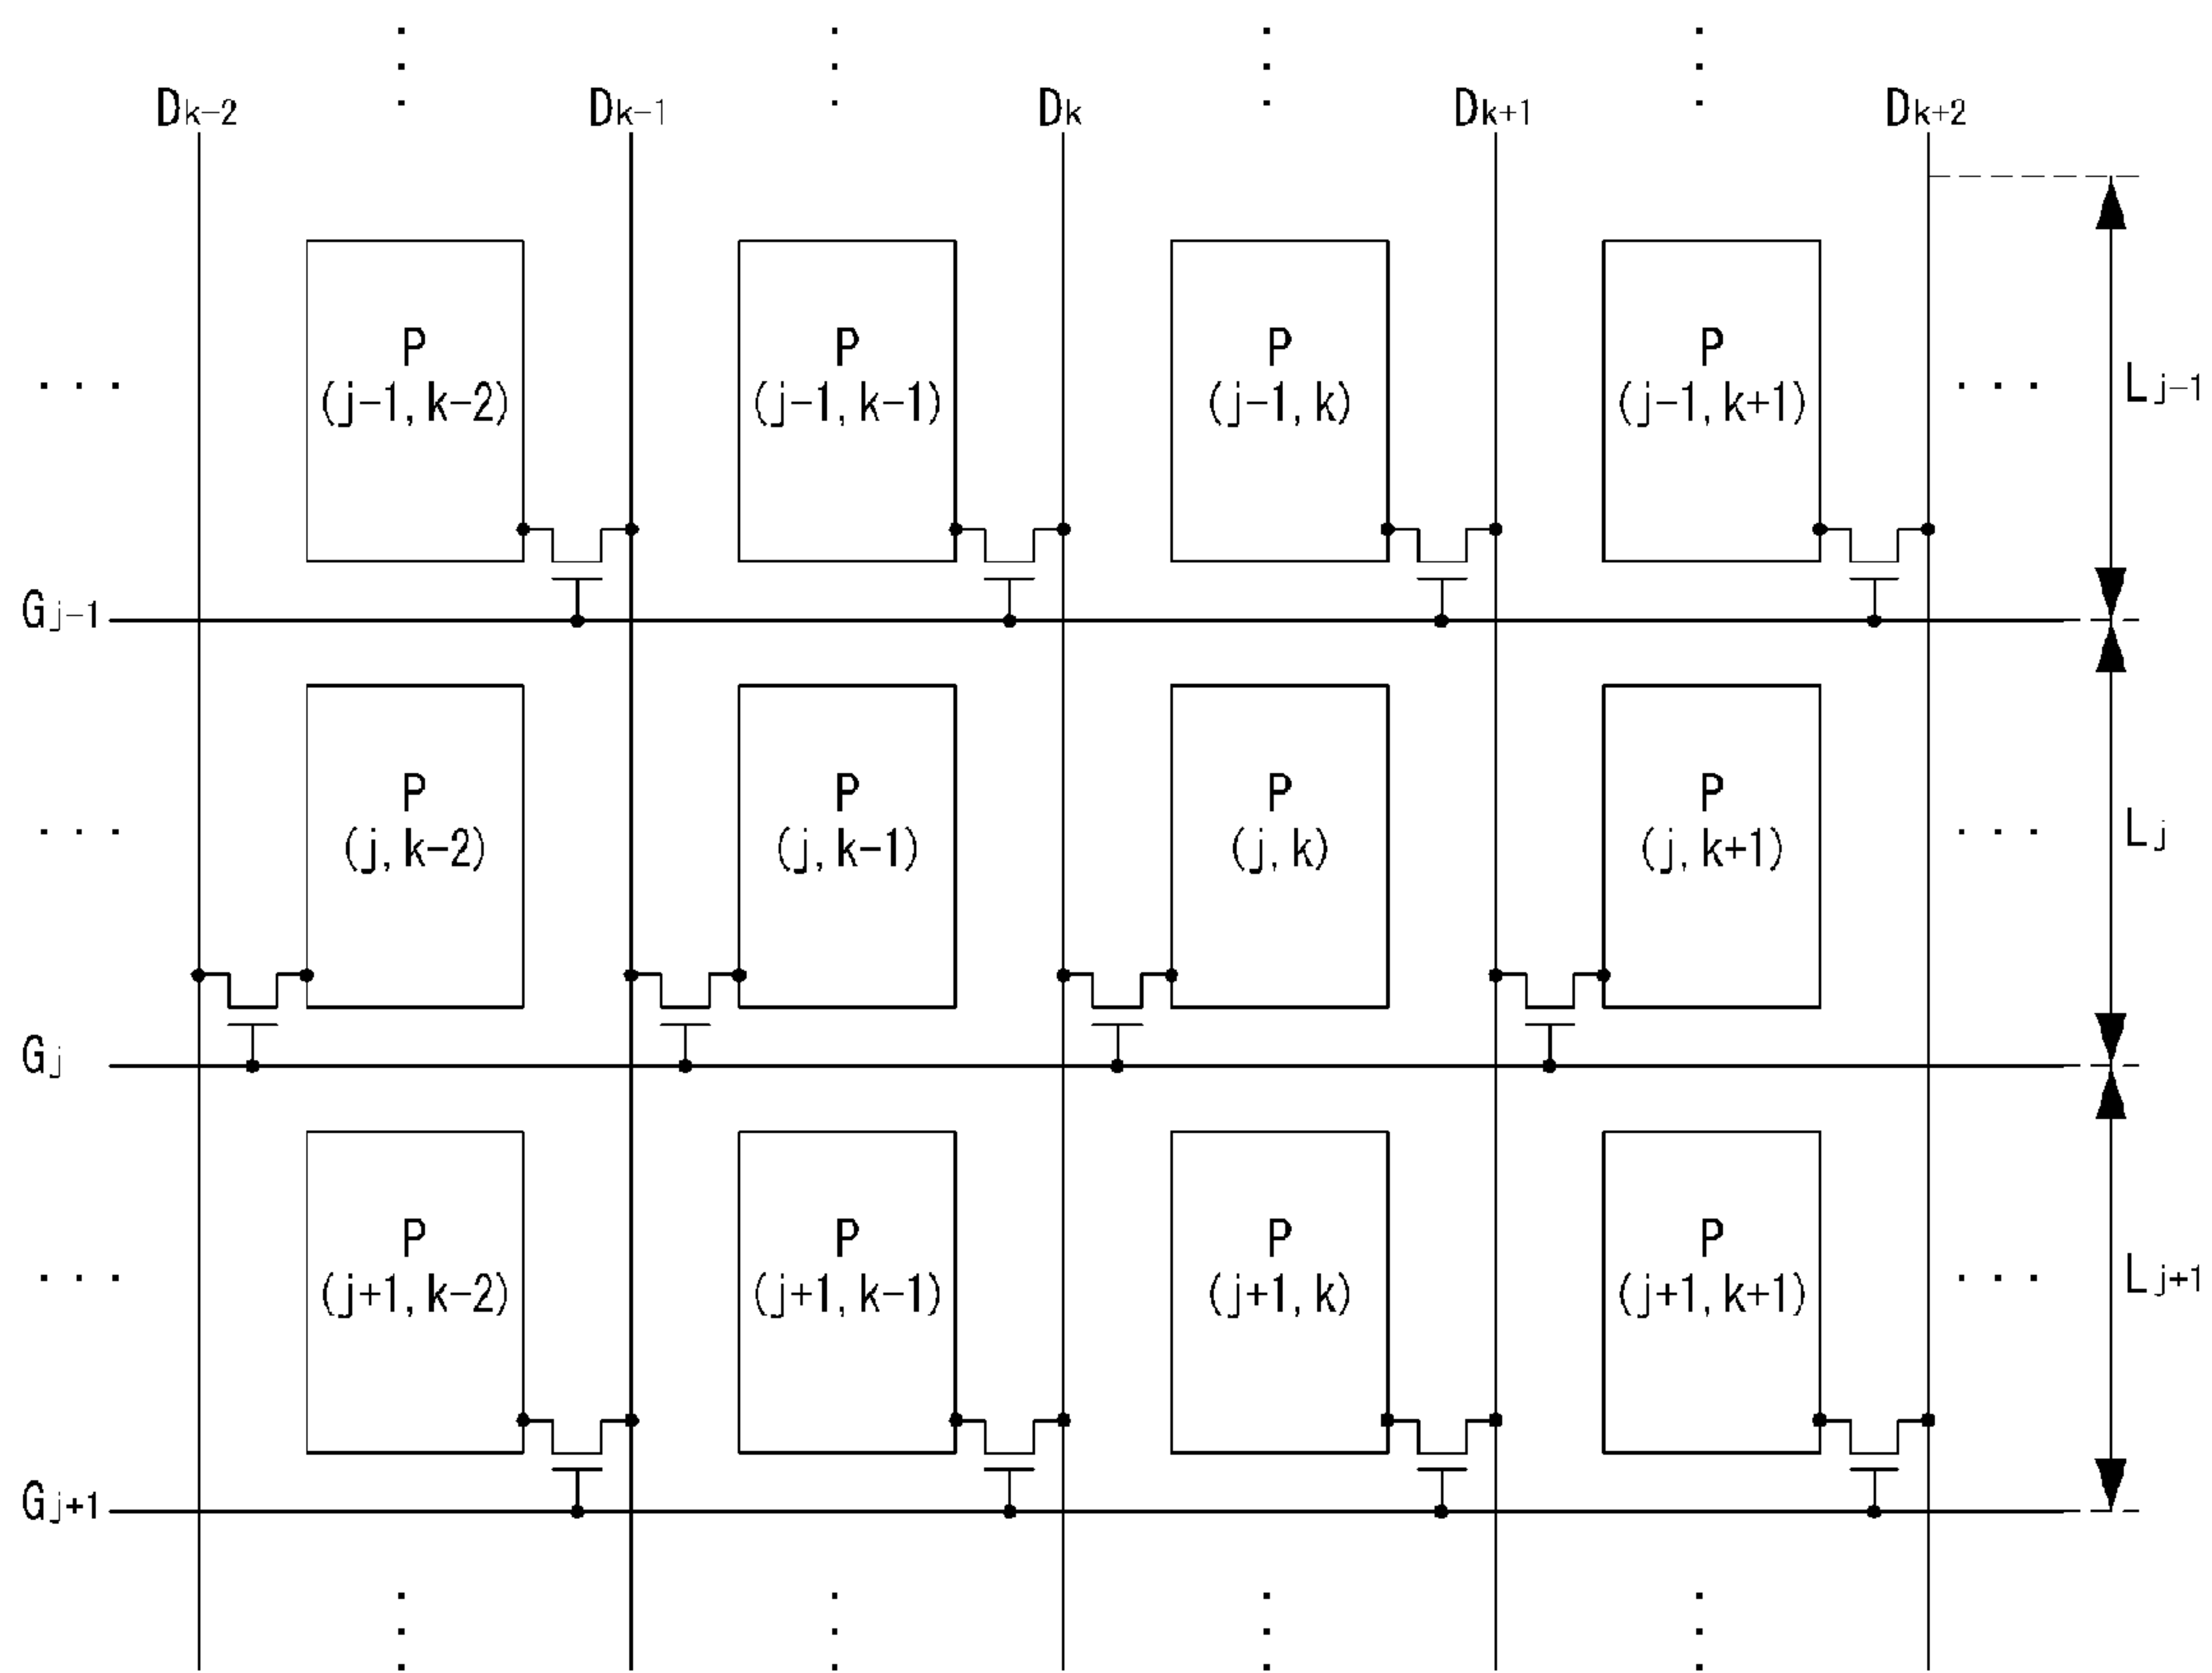 Dk-2 Dk-1 Dk Dk+1 Dk+2
P P P P
(j-1, k-2) (j-1, k-1) (j-1, k) (j-1, k+1)
... ... Lj-1
Gj-1
P P P P
(j, k-2) (j, k-1) (j, k) (j, k+1)
... ... Lj
Gj
P P P P
(j+1, k-2) (j+1, k-1) (j+1, k) (j+1, k+1)
... ... Lj+1
Gj+1